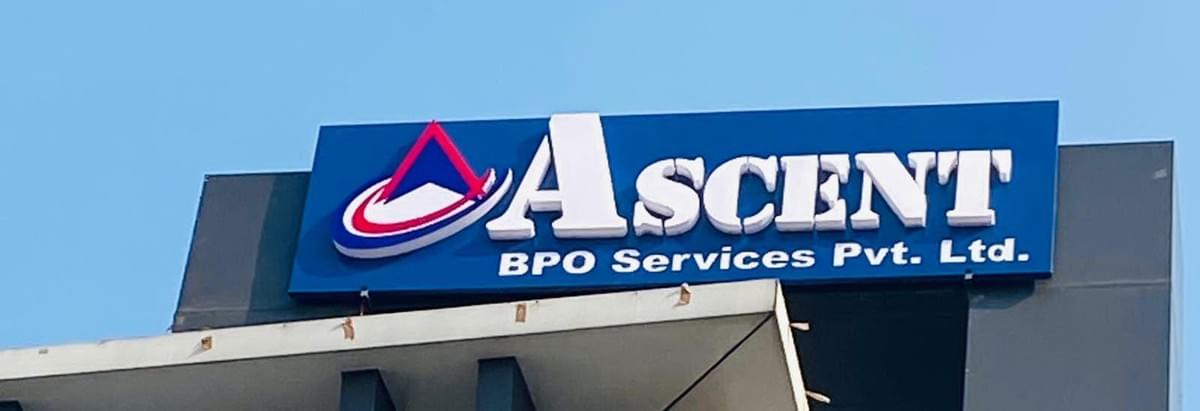 ASCENT
BPO Services Pvt. Ltd.